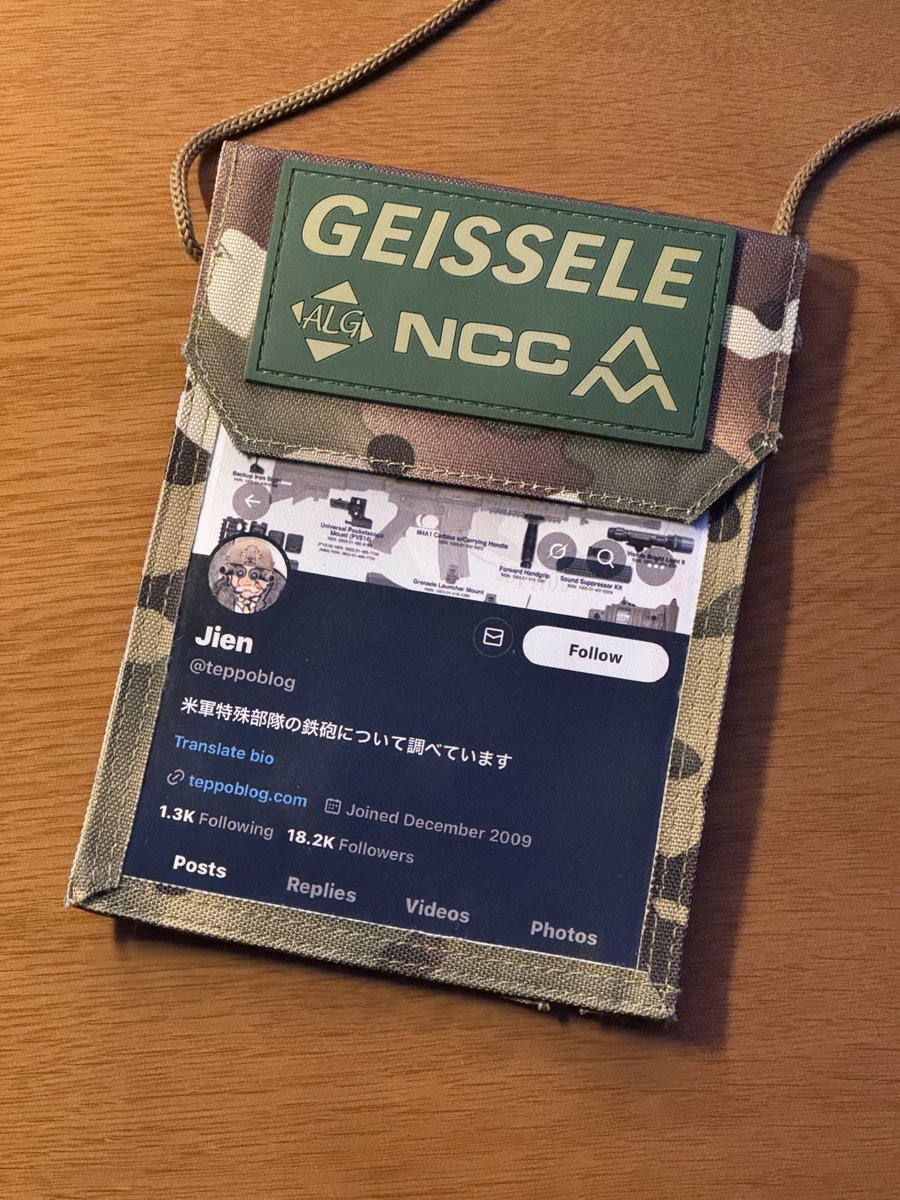 GEISSELE
ALG NCC
Backup Iron Sight
Universal Pocketscope
Mount (PVS14)
M4A1 Carbine w/Carrying Handle
Forward Handgrip
Sound Suppressor Kit
Visible Bright Light II
Grenade Launcher Mount
Jien
Follow
@teppoblog
米軍特殊部隊の鉄砲について調べています
Translate bio
teppoblog.com Joined December 2009
1.3K Following 18.2K Followers
Posts Replies Videos Photos